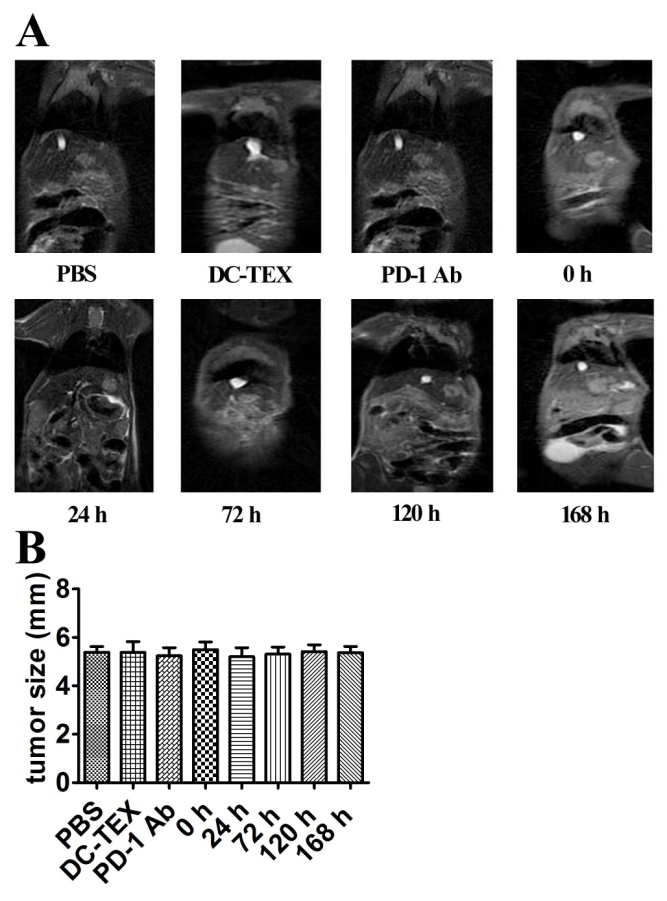 A
PBS DC-TEX PD-1 Ab 0 h
24 h 72 h 120 h 168 h
B
tumor size (mm)
8
6
4
2
0
PBS DC-TEX PD-1 Ab 0 h 24 h 72 h 120 h 168 h